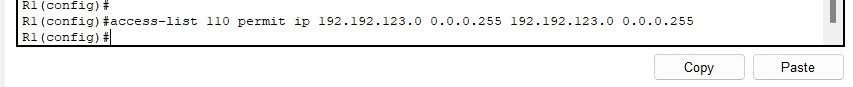 R1(config)#
R1(config)#access-list 110 permit ip 192.192.123.0 0.0.0.255 192.192.123.0 0.0.0.255
R1(config)#
Copy
Paste